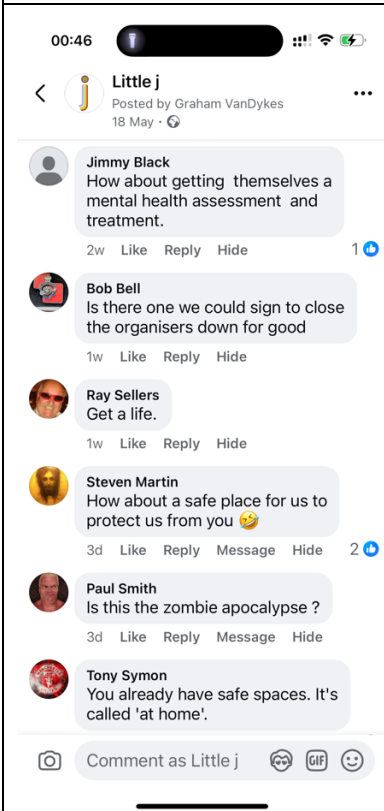 00:46
j
Little j
Posted by Graham VanDykes
18 May ·
Jimmy Black
How about getting themselves a
mental health assessment and
treatment.
2w Like Reply Hide 1
Bob Bell
Is there one we could sign to close
the organisers down for good
1w Like Reply Hide
Ray Sellers
Get a life.
1w Like Reply Hide
Steven Martin
How about a safe place for us to
protect us from you 🤣
3d Like Reply Message Hide 2
Paul Smith
Is this the zombie apocalypse ?
3d Like Reply Message Hide
Tony Symon
You already have safe spaces. It's
called 'at home'.
Comment as Little j GIF